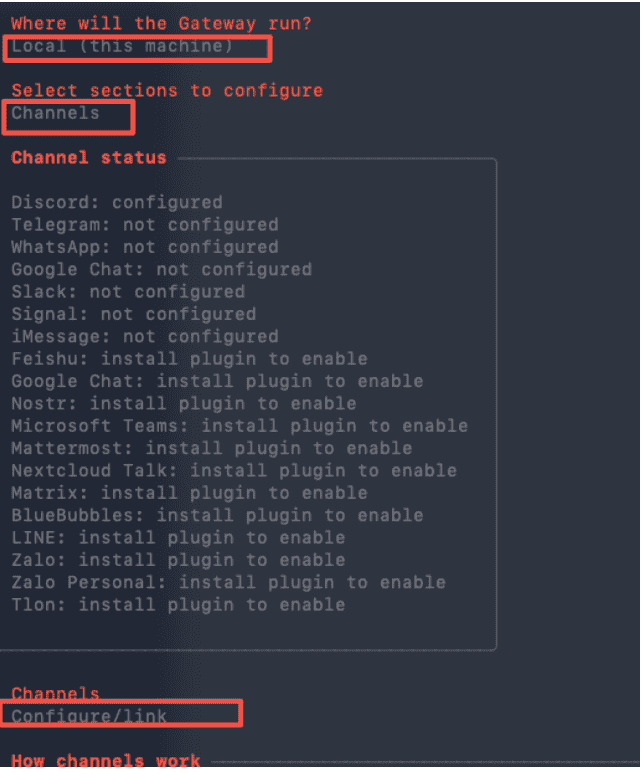 Where will the Gateway run?
Local (this machine)
Select sections to configure
Channels
Channel status
Discord: configured
Telegram: not configured
WhatsApp: not configured
Google Chat: not configured
Slack: not configured
Signal: not configured
iMessage: not configured
Feishu: install plugin to enable
Google Chat: install plugin to enable
Nostr: install plugin to enable
Microsoft Teams: install plugin to enable
Mattermost: install plugin to enable
Nextcloud Talk: install plugin to enable
Matrix: install plugin to enable
BlueBubbles: install plugin to enable
LINE: install plugin to enable
Zalo: install plugin to enable
Zalo Personal: install plugin to enable
Tlon: install plugin to enable
Channels
Configure/link
How channels work